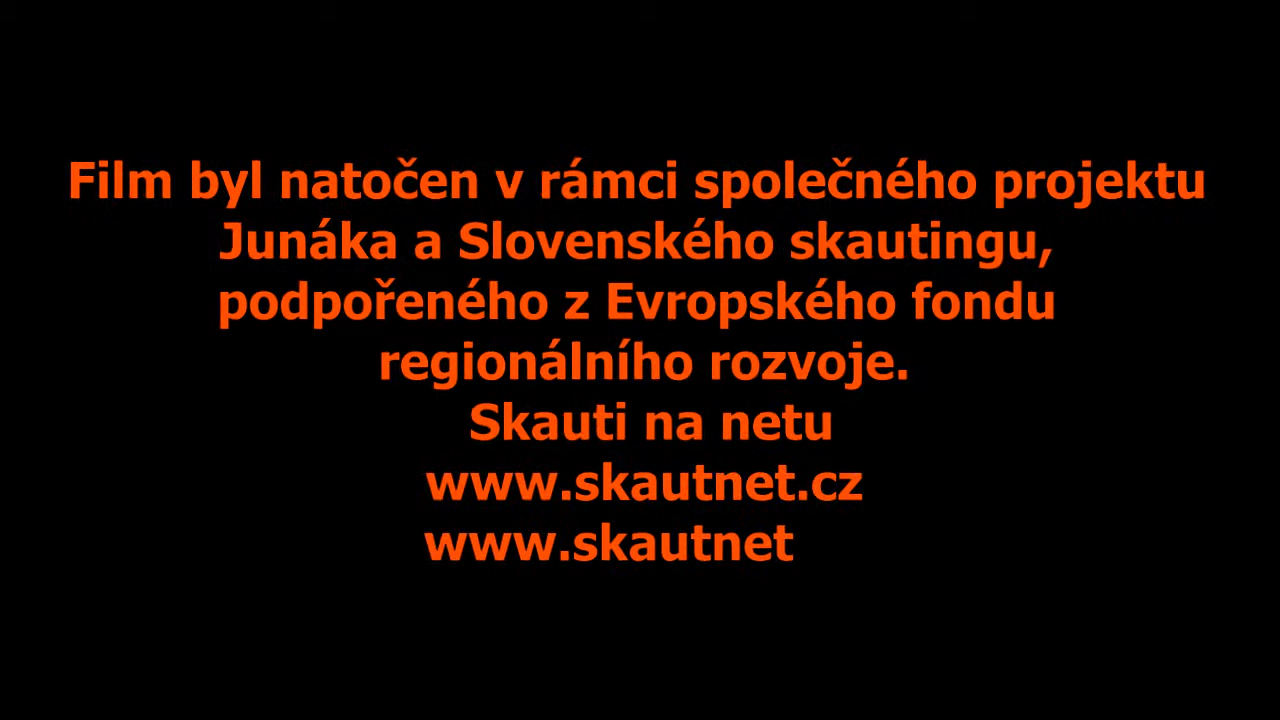 Film byl natočen v rámci společného projektu
Junáka a Slovenského skautingu,
podpořeného z Evropského fondu
regionálního rozvoje.
Skauti na netu
www.skautnet.cz
www.skautnet